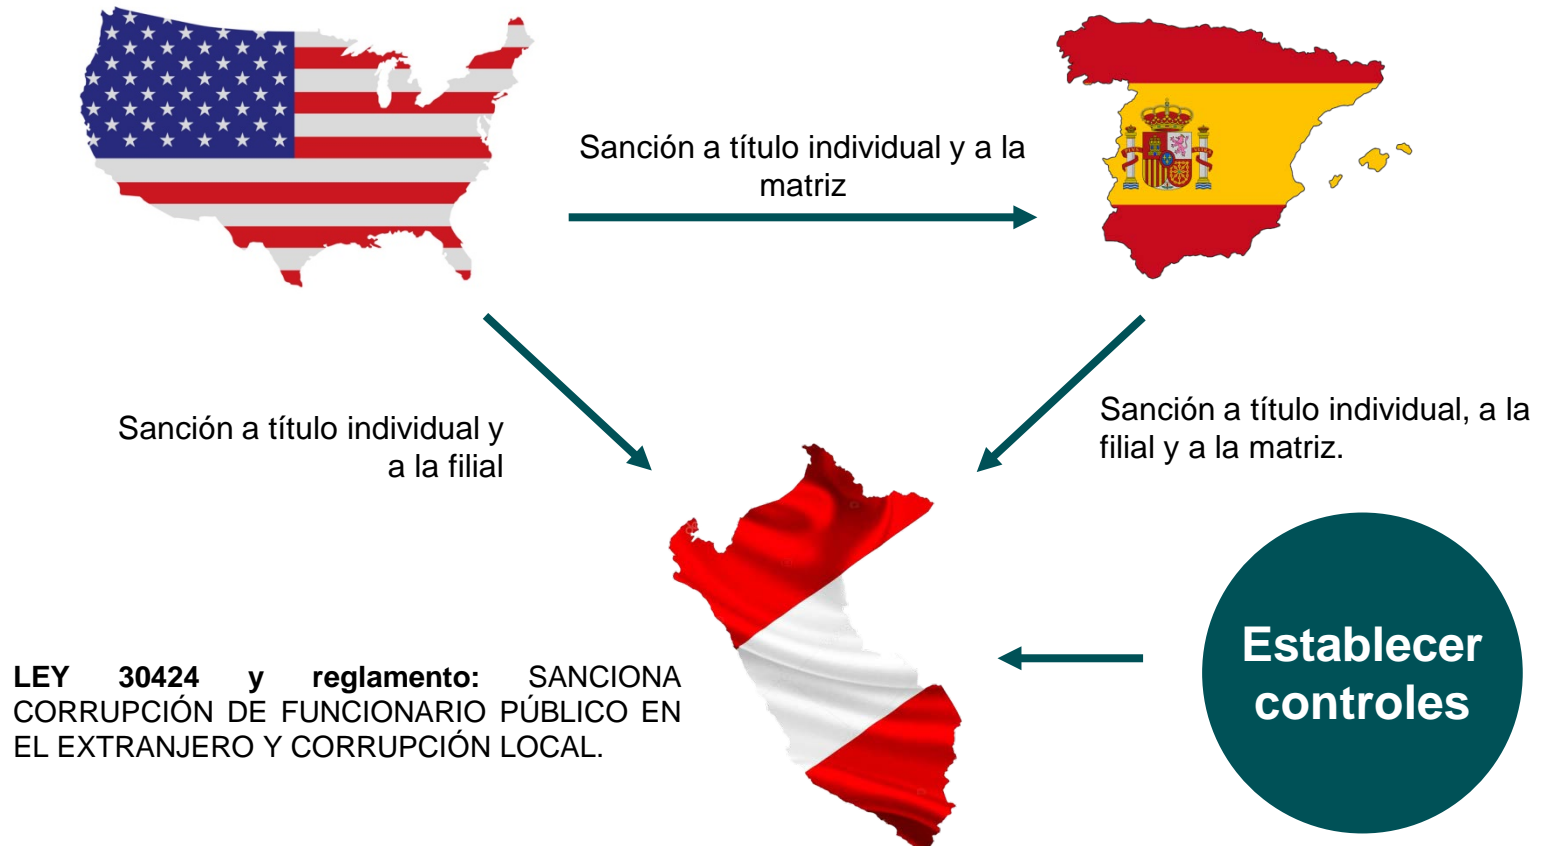 Sanción a título individual y a la
matriz
Sanción a título individual y
a la filial
Sanción a título individual, a la
filial y a la matriz.
Establecer
controles
LEY 30424 y reglamento: SANCIONA
CORRUPCIÓN DE FUNCIONARIO PÚBLICO EN
EL EXTRANJERO Y CORRUPCIÓN LOCAL.